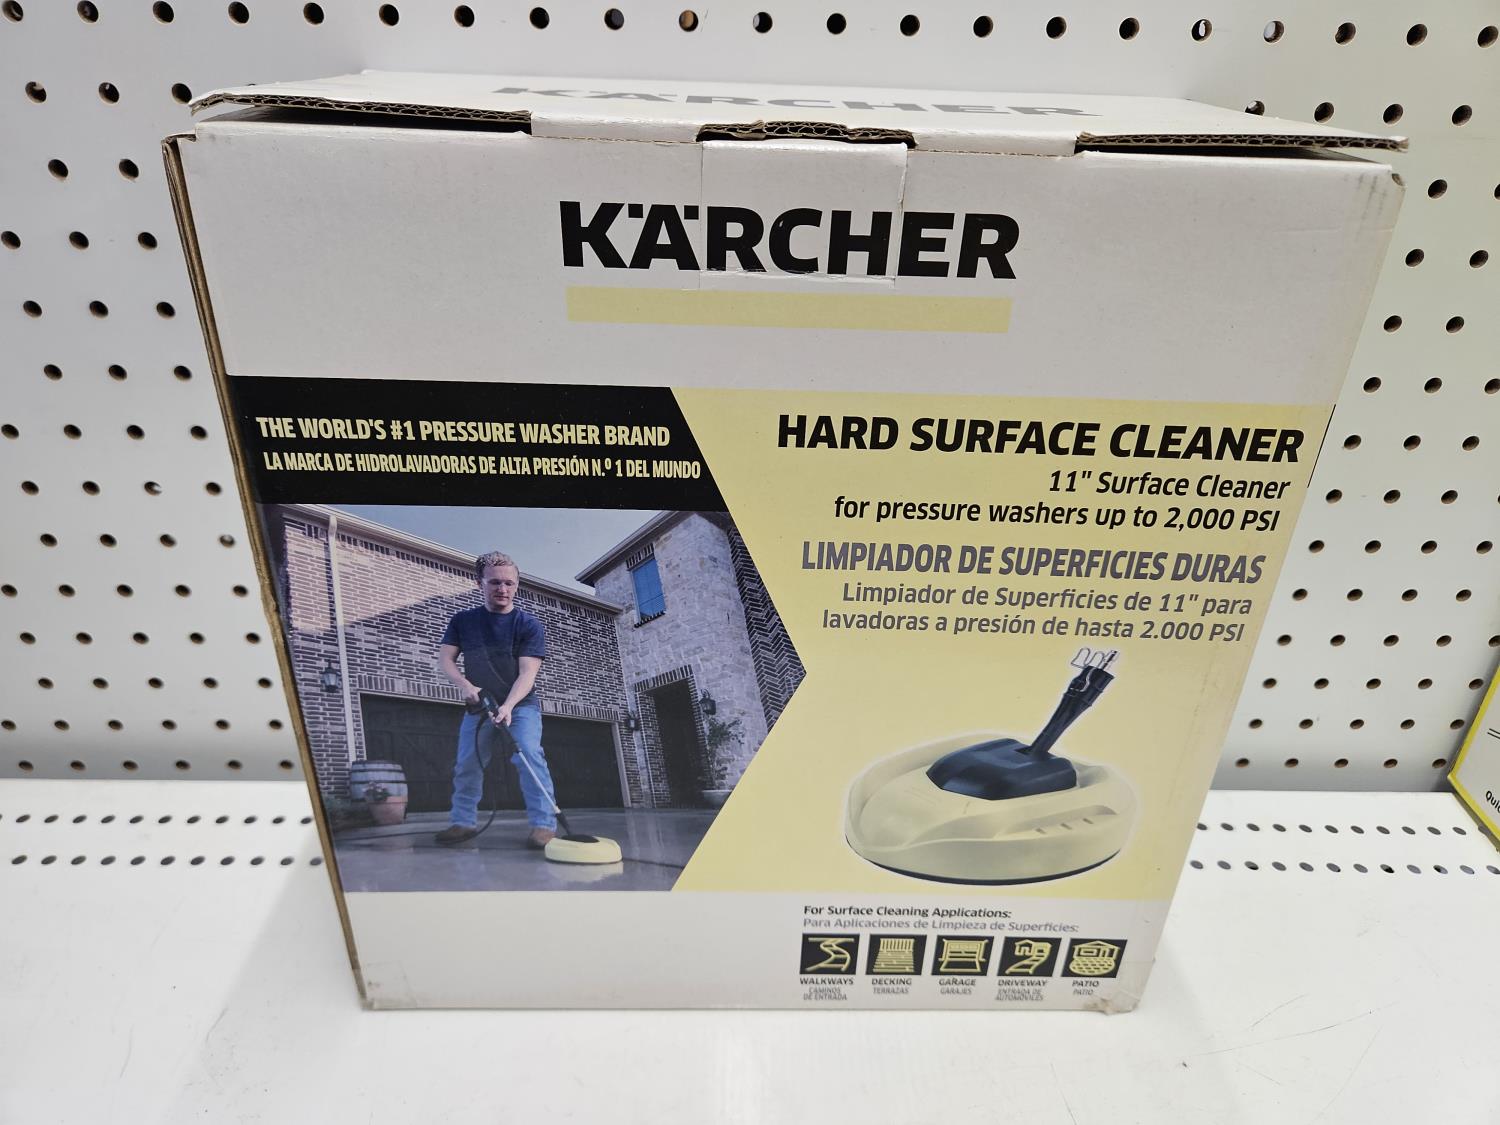 KÄRCHER
KÄRCHER
THE WORLD'S #1 PRESSURE WASHER BRAND
LA MARCA DE HIDROLAVADORAS DE ALTA PRESIÓN N.º 1 DEL MUNDO
HARD SURFACE CLEANER
11" Surface Cleaner
for pressure washers up to 2,000 PSI
LIMPIADOR DE SUPERFICIES DURAS
Limpiador de Superficies de 11" para
lavadoras a presión de hasta 2.000 PSI
For Surface Cleaning Applications:
Para Aplicaciones de Limpieza de Superficies:
WALKWAYS
CAMINOS
DE ENTRADA
DECKING
TERRAZAS
GARAGE
GARAJES
DRIVEWAY
ENTRADA DE
AUTOMÓVILES
PATIO
PATIO